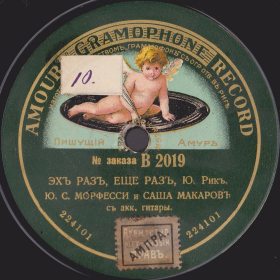 AMOUR GRAMOPHONE RECORD
10.
ПИШУЩІЙ АМУРЪ
№ заказа В 2019
ЭХЪ РАЗЪ, ЕЩЕ РАЗЪ, Ю. Рикъ.
Ю. С. МОРФЕССИ и САША МАКАРОВЪ
съ акк. гитары.
224101 224101
АМПРА